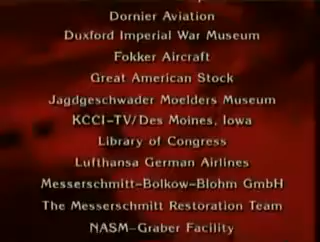 Dornier Aviation
Duxford Imperial War Museum
Fokker Aircraft
Great American Stock
Jagdgeschwader Moelders Museum
KCCI-TV/Des Moines, Iowa
Library of Congress
Lufthansa German Airlines
Messerschmitt-Bolkow-Blohm GmbH
The Messerschmitt Restoration Team
NASM-Graber Facility